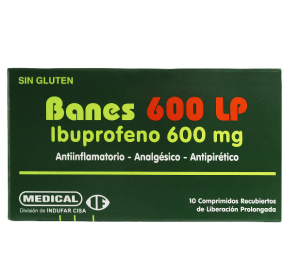 SIN GLUTEN
Banes 600 LP
Ibuprofeno 600 mg
Antiinflamatorio - Analgésico - Antipirético
MEDICAL
División de INDUFAR CISA
10 Comprimidos Recubiertos
de Liberación Prolongada